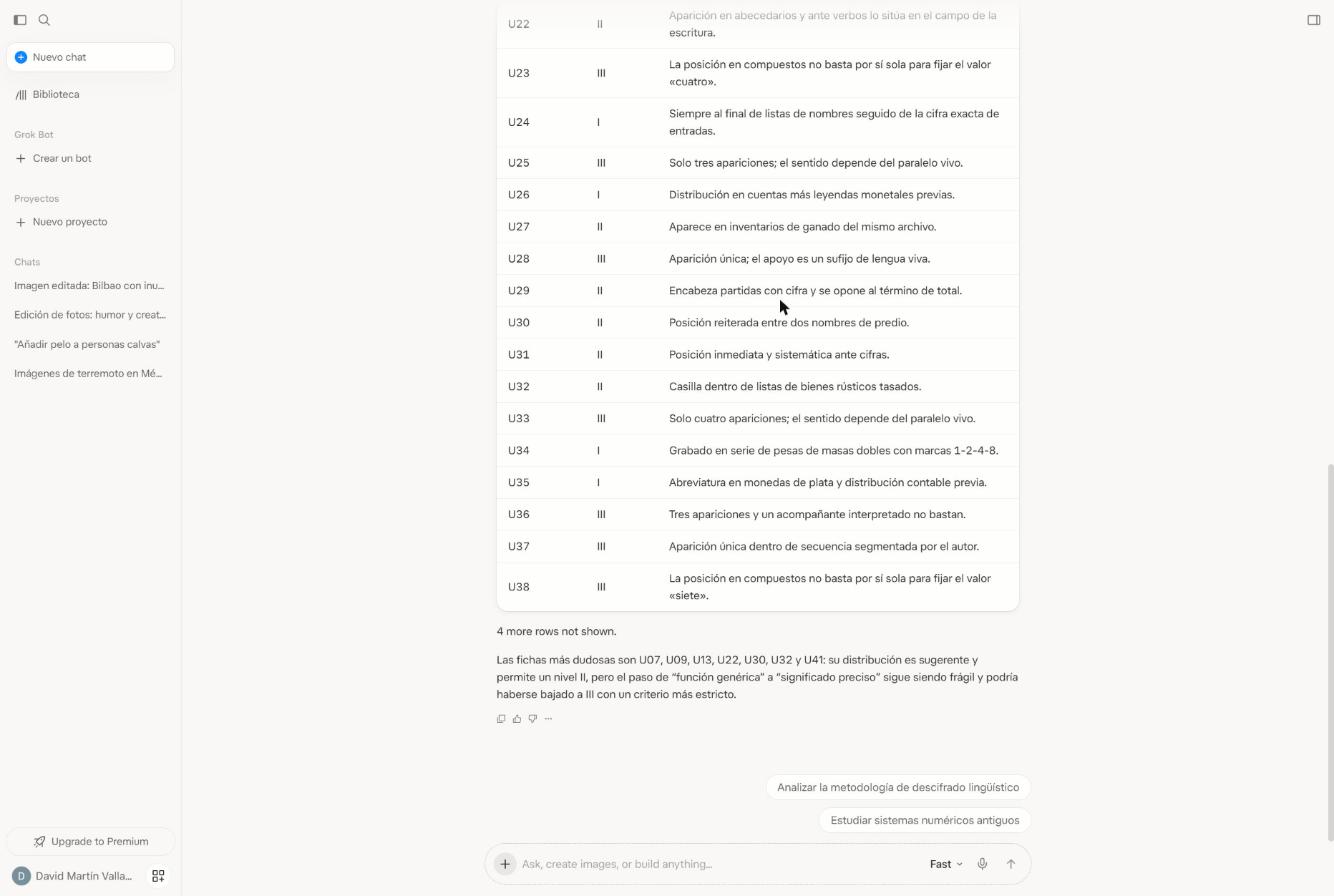 Nuevo chat
Biblioteca
Grok Bot
Crear un bot
Proyectos
Nuevo proyecto
Chats
Imagen editada: Bilbao con inu...
Edición de fotos: humor y creat...
"Añadir pelo a personas calvas"
Imágenes de terremoto en Mé...
Upgrade to Premium
D David Martín Valla...
U22 II Aparición en abecedarios y ante verbos lo sitúa en el campo de la
escritura.
U23 III La posición en compuestos no basta por sí sola para fijar el valor
«cuatro».
U24 I Siempre al final de listas de nombres seguido de la cifra exacta de
entradas.
U25 III Solo tres apariciones; el sentido depende del paralelo vivo.
U26 I Distribución en cuentas más leyendas monetales previas.
U27 II Aparece en inventarios de ganado del mismo archivo.
U28 III Aparición única; el apoyo es un sufijo de lengua viva.
U29 II Encabeza partidas con cifra y se opone al término de total.
U30 II Posición reiterada entre dos nombres de predio.
U31 II Posición inmediata y sistemática ante cifras.
U32 II Casilla dentro de listas de bienes rústicos tasados.
U33 III Solo cuatro apariciones; el sentido depende del paralelo vivo.
U34 I Grabado en serie de pesas de masas dobles con marcas 1-2-4-8.
U35 I Abreviatura en monedas de plata y distribución contable previa.
U36 III Tres apariciones y un acompañante interpretado no bastan.
U37 III Aparición única dentro de secuencia segmentada por el autor.
U38 III La posición en compuestos no basta por sí sola para fijar el valor
«siete».
4 more rows not shown.
Las fichas más dudosas son U07, U09, U13, U22, U30, U32 y U41: su distribución es sugerente y
permite un nivel II, pero el paso de “función genérica” a “significado preciso” sigue siendo frágil y podría
haberse bajado a III con un criterio más estricto.
Analizar la metodología de descifrado lingüístico
Estudiar sistemas numéricos antiguos
Ask, create images, or build anything...
Fast